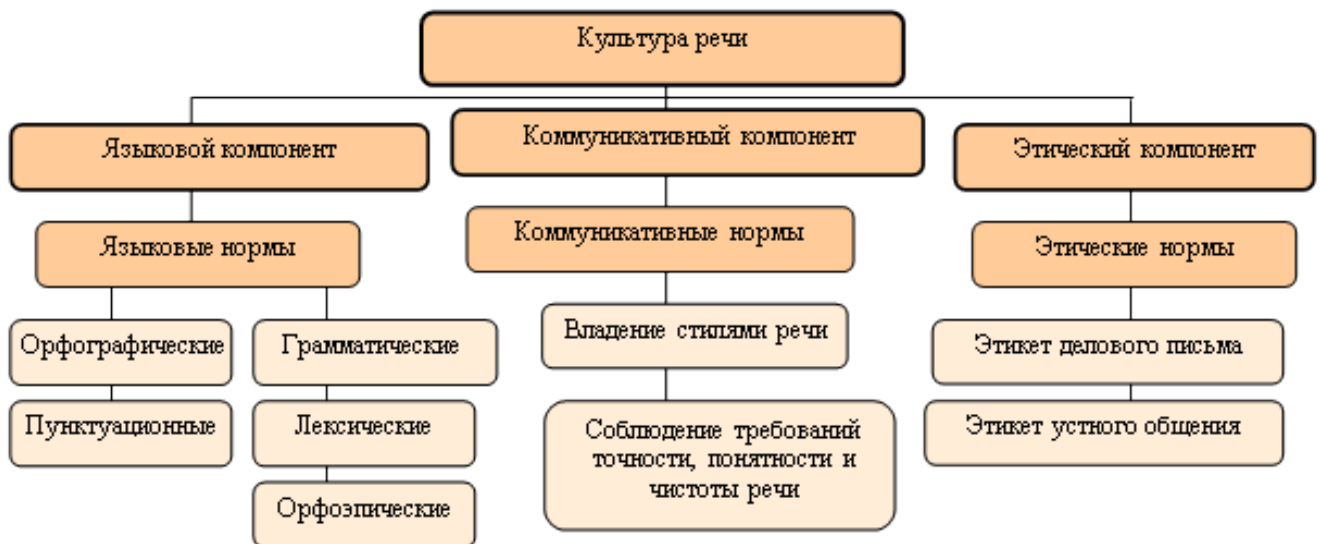 Культура речи
Языковой компонент
Коммуникативный компонент
Этический компонент
Языковые нормы
Коммуникативные нормы
Этические нормы
Орфографические
Грамматические
Владение стилями речи
Этикет делового письма
Пунктуационные
Лексические
Соблюдение требований
точности, понятности и
чистоты речи
Этикет устного общения
Орфоэпические